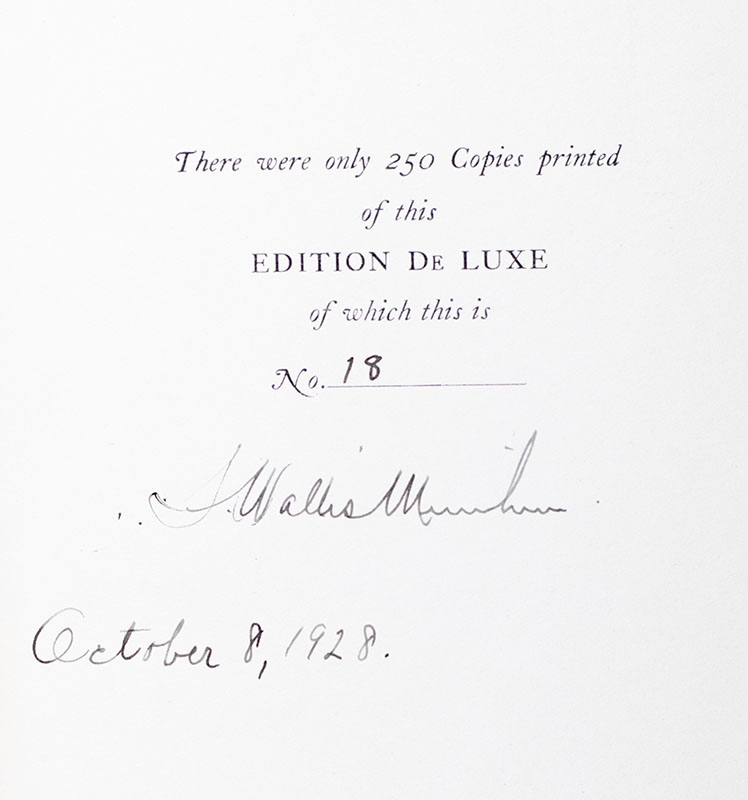 There were only 250 Copies printed
of this
EDITION DE LUXE
of which this is
No. 18
Wallis
October 8, 1928.